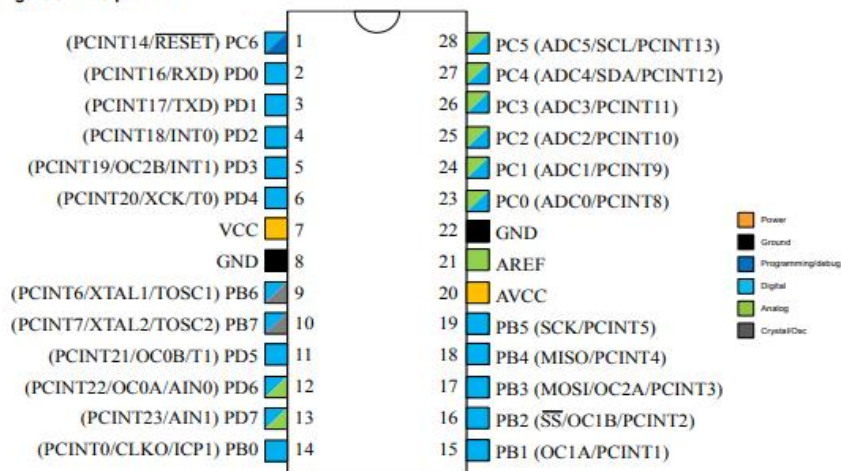 (PCINT14/RESET) PC6 1
(PCINT16/RXD) PD0 2
(PCINT17/TXD) PD1 3
(PCINT18/INT0) PD2 4
(PCINT19/OC2B/INT1) PD3 5
(PCINT20/XCK/T0) PD4 6
VCC 7
GND 8
(PCINT6/XTAL1/TOSC1) PB6 9
(PCINT7/XTAL2/TOSC2) PB7 10
(PCINT21/OC0B/T1) PD5 11
(PCINT22/OC0A/AIN0) PD6 12
(PCINT23/AIN1) PD7 13
(PCINT0/CLKO/ICP1) PB0 14
28 PC5 (ADC5/SCL/PCINT13)
27 PC4 (ADC4/SDA/PCINT12)
26 PC3 (ADC3/PCINT11)
25 PC2 (ADC2/PCINT10)
24 PC1 (ADC1/PCINT9)
23 PC0 (ADC0/PCINT8)
22 GND
21 AREF
20 AVCC
19 PB5 (SCK/PCINT5)
18 PB4 (MISO/PCINT4)
17 PB3 (MOSI/OC2A/PCINT3)
16 PB2 (SS/OC1B/PCINT2)
15 PB1 (OC1A/PCINT1)
Power
Ground
Programming/debug
Digital
Analog
Crystal/Osc